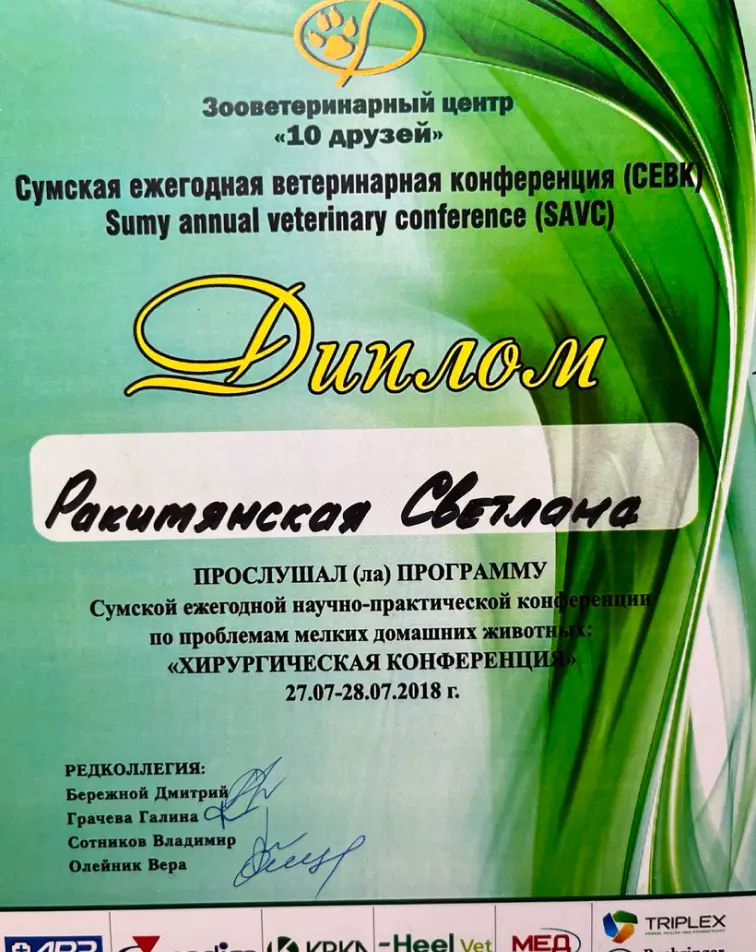 Зооветеринарный центр
«10 друзей»
Сумская ежегодная ветеринарная конференция (СЕВК)
Sumy annual veterinary conference (SAVC)
Диплом
Ракитянская Светлана
ПРОСЛУШАЛ (ла) ПРОГРАММУ
Сумской ежегодной научно-практической конференции
по проблемам мелких домашних животных:
«ХИРУРГИЧЕСКАЯ КОНФЕРЕНЦИЯ»
27.07-28.07.2018 г.
РЕДКОЛЛЕГИЯ:
Бережной Дмитрий
Грачева Галина
Сотников Владимир
Олейник Вера
TRIPLEX
KRKA
-Heel Vet
МЕД